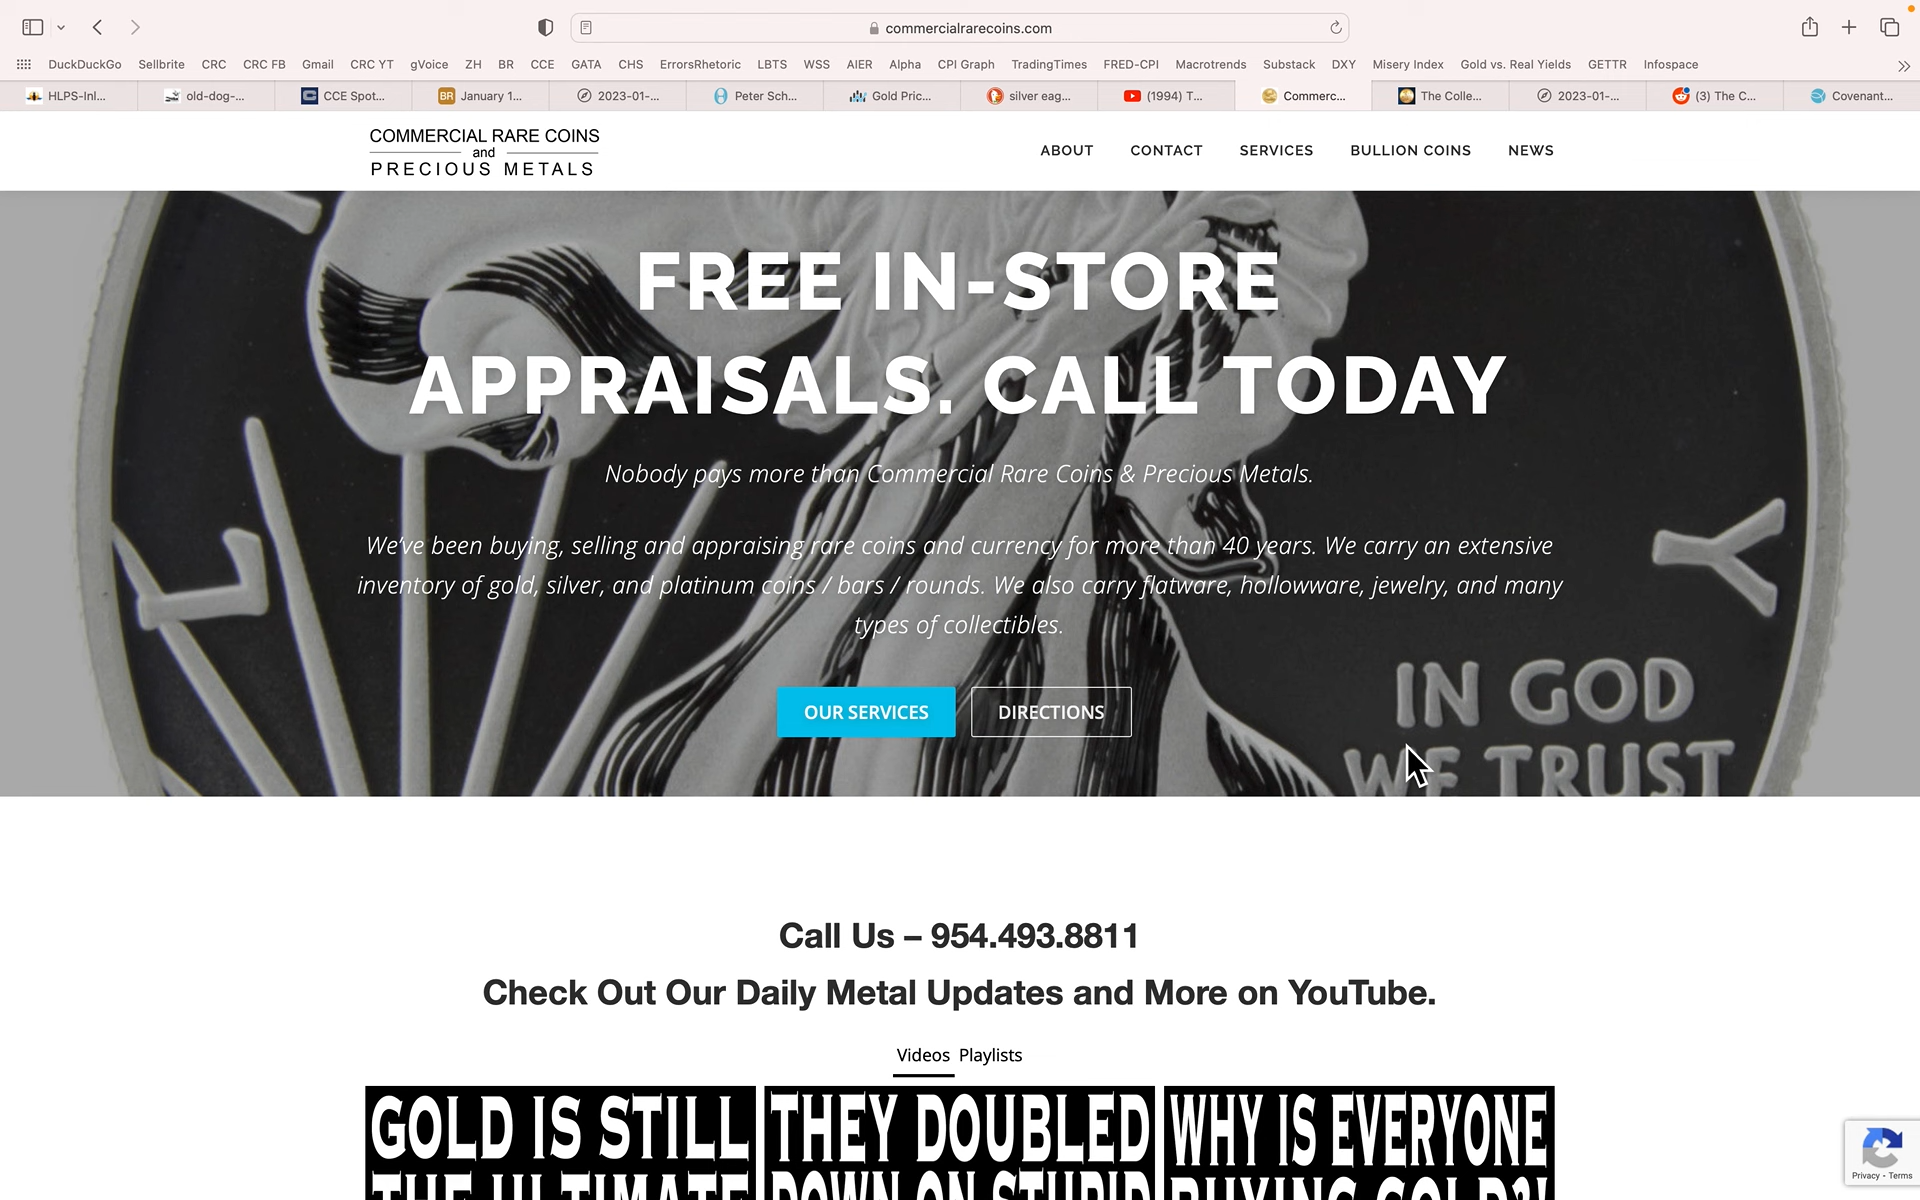 commercialrarecoins.com
DuckDuckGo Sellbrite CRC CRC FB Gmail CRC YT gVoice ZH BR CCE GATA CHS ErrorsRhetoric LBTS WSS AIER Alpha CPI Graph TradingTimes FRED-CPI Macrotrends Substack DXY Misery Index Gold vs. Real Yields GETTR Infospace
HLPS-Inl... old-dog-... CCE Spot... BR January 1... 2023-01-... Peter Sch... Gold Pric... silver eag... (1994) T... Commerc... The Colle... 2023-01-... (3) The C... Covenant...
COMMERCIAL RARE COINS
and
PRECIOUS METALS
ABOUT CONTACT SERVICES BULLION COINS NEWS
FREE IN-STORE
APPRAISALS. CALL TODAY
Nobody pays more than Commercial Rare Coins & Precious Metals.
We've been buying, selling and appraising rare coins and currency for more than 40 years. We carry an extensive
inventory of gold, silver, and platinum coins / bars / rounds. We also carry flatware, hollowware, jewelry, and many
types of collectibles.
L
Y
IN GOD
WE TRUST
OUR SERVICES DIRECTIONS
Call Us – 954.493.8811
Check Out Our Daily Metal Updates and More on YouTube.
Videos Playlists
GOLD IS STILL
THE ULTIMATE
THEY DOUBLED
DOWN ON STUPID
WHY IS EVERYONE
BUYING GOLD?!
Privacy - Terms